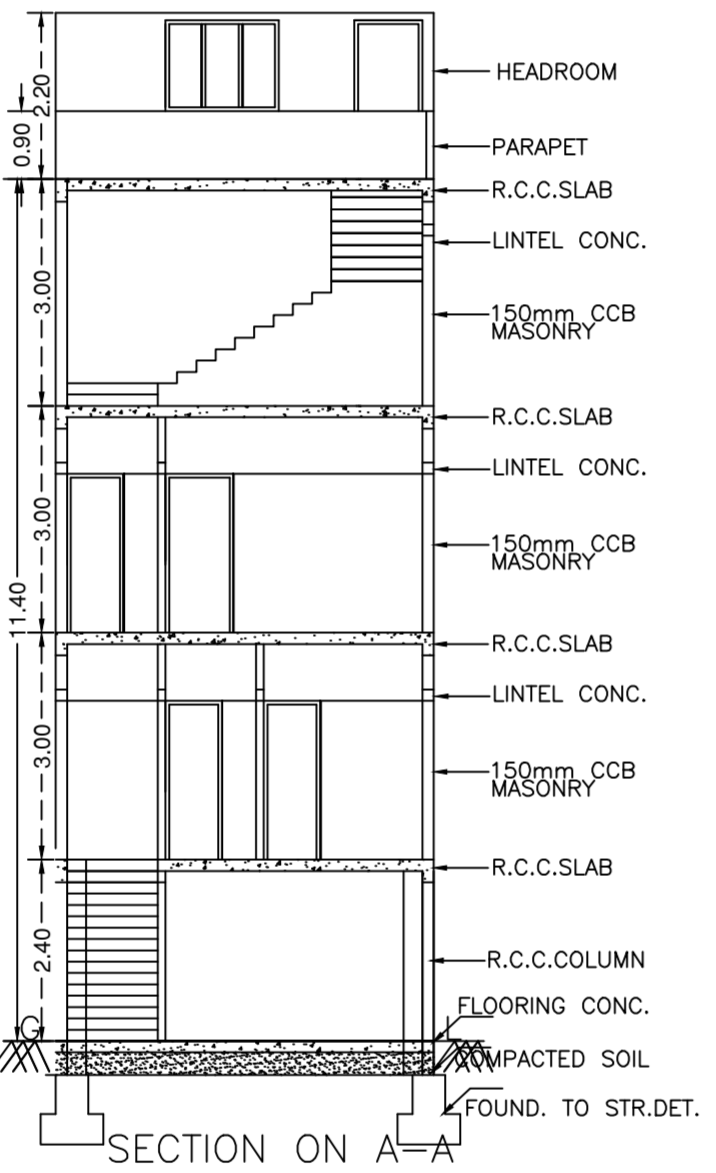 HEADROOM
2.20
0.90
PARAPET
R.C.C.SLAB
LINTEL CONC.
3.00
150mm CCB
MASONRY
R.C.C.SLAB
LINTEL CONC.
3.00
150mm CCB
MASONRY
11.40
R.C.C.SLAB
LINTEL CONC.
3.00
150mm CCB
MASONRY
R.C.C.SLAB
2.40
R.C.C.COLUMN
FLOORING CONC.
G L
COMPACTED SOIL
FOUND. TO STR.DET.
SECTION ON A-A